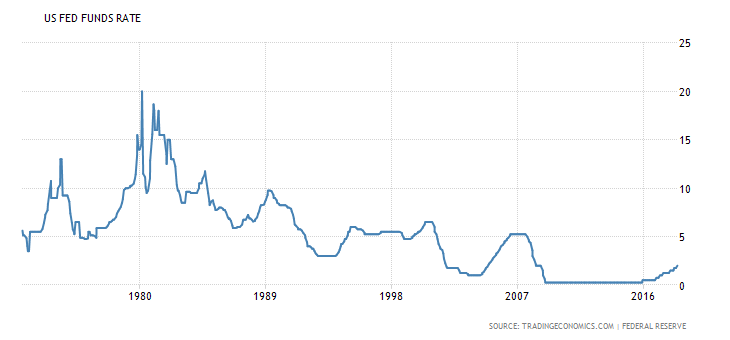 US FED FUNDS RATE
25
20
15
10
5
0
1980 1989 1998 2007 2016
SOURCE: TRADINGECONOMICS.COM | FEDERAL RESERVE